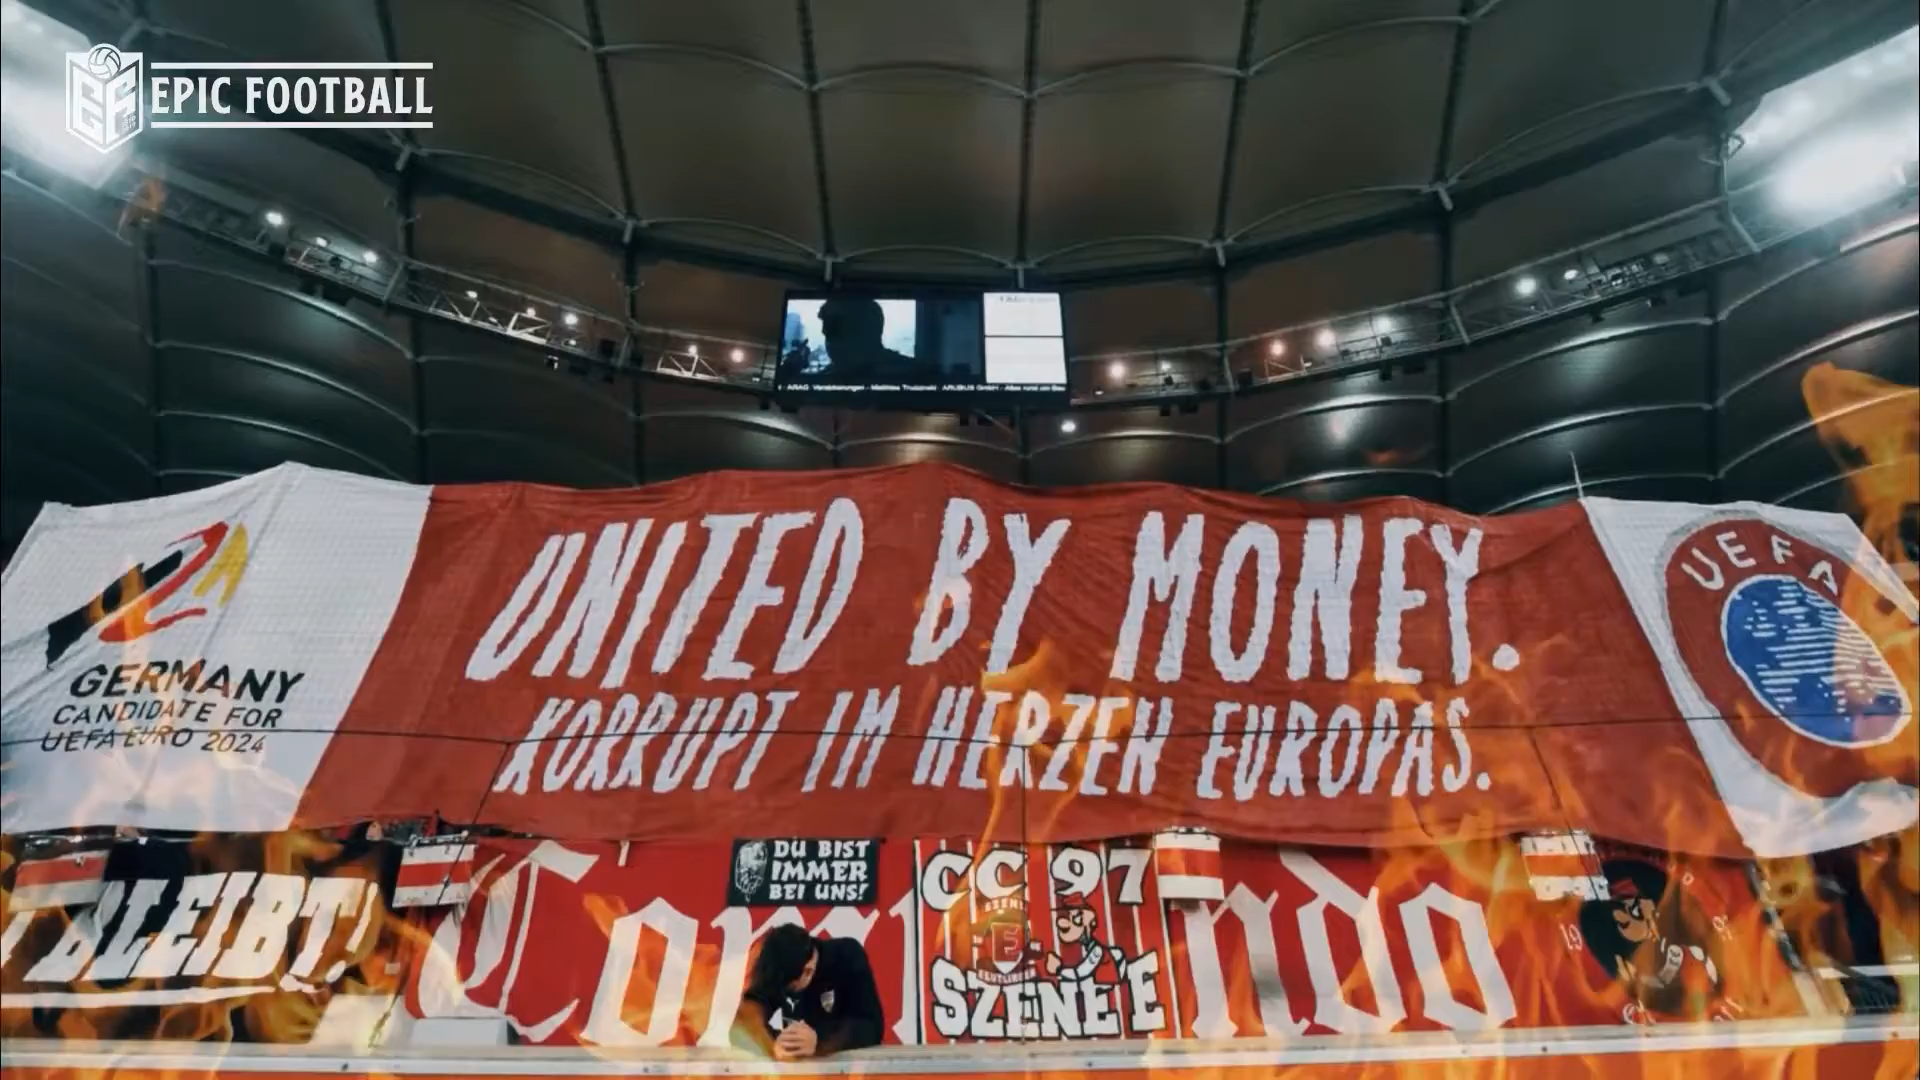 EPIC FOOTBALL
UNITED BY MONEY.
KORRUPT IM HERZEN EUROPAS.
GERMANY
CANDIDATE FOR
UEFA EURO 2024
UEFA
BLEIBT!
DU BIST
IMMER
BEI UNS!
CC 97
SZENE E